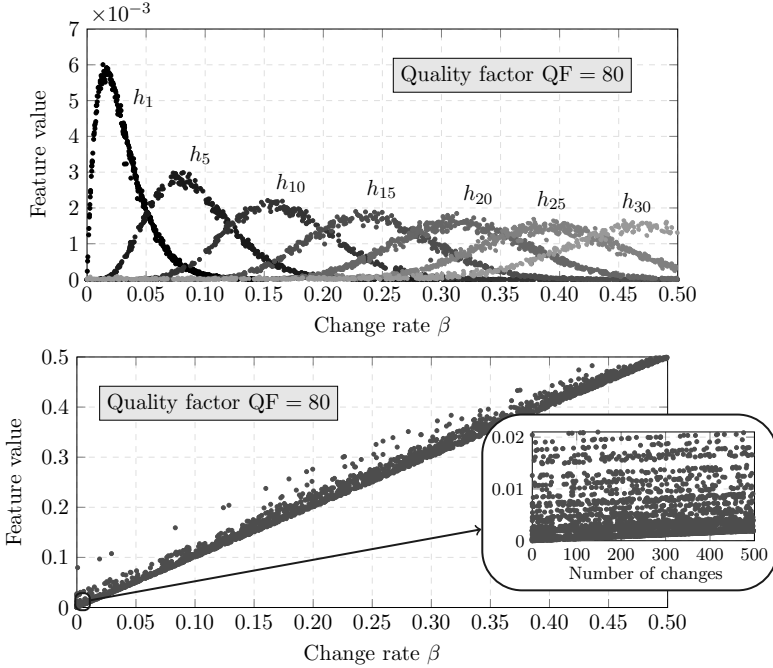 ×10−3
7
6
5
4
3
2
1
0
Feature value
Quality factor QF = 80
h1
h5
h10
h15
h20
h25
h30
0 0.05 0.10 0.15 0.20 0.25 0.30 0.35 0.40 0.45 0.50
Change rate β
0.5
0.4
0.3
0.2
0.1
0
Feature value
Quality factor QF = 80
0.02
0.01
0
0 100 200 300 400 500
Number of changes
0 0.05 0.10 0.15 0.20 0.25 0.30 0.35 0.40 0.45 0.50
Change rate β